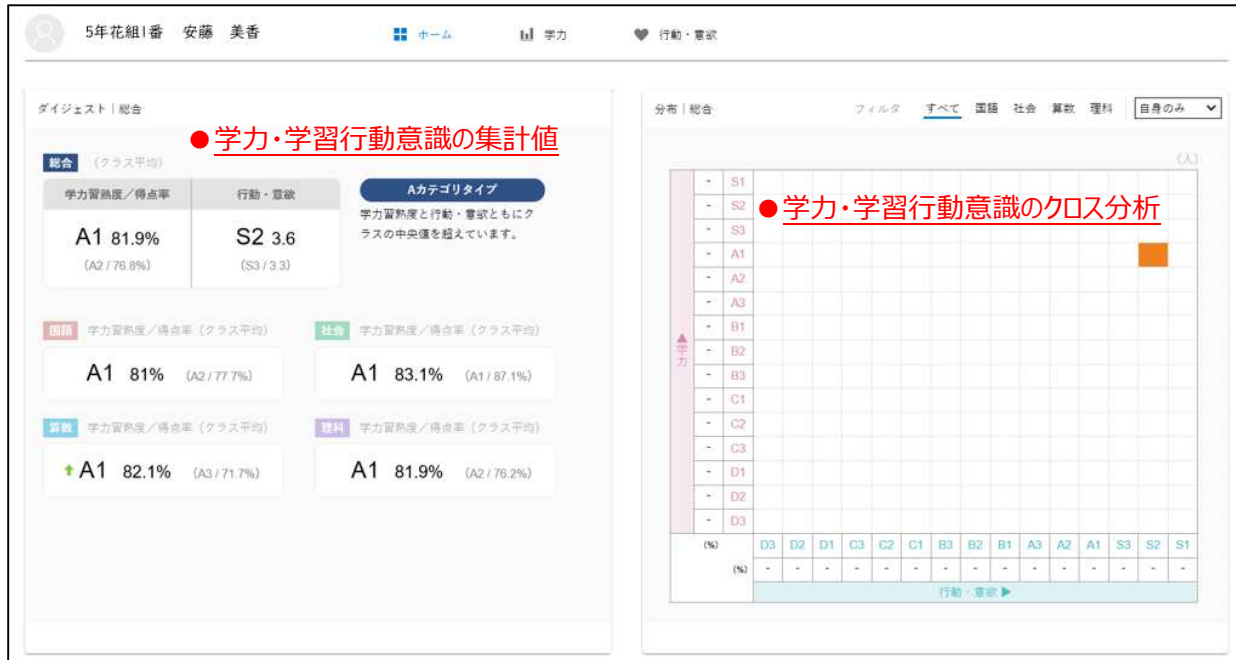 5年花組1番 安藤 美香 ホーム 学力 行動・意欲
ダイジェスト|総合
●学力・学習行動意識の集計値
総合 (クラス平均)
学力習熟度/得点率 行動・意欲
A1 81.9% S2 3.6
(A2/76.8%) (S3/3.3)
Aカテゴリタイプ
学力習熟度と行動・意欲ともにク
ラスの中央値を超えています。
国語 学力習熟度/得点率(クラス平均)
A1 81% (A2/77.7%)
社会 学力習熟度/得点率(クラス平均)
A1 83.1% (A1/87.1%)
算数 学力習熟度/得点率(クラス平均)
A1 82.1% (A3/71.7%)
理科 学力習熟度/得点率(クラス平均)
A1 81.9% (A2/76.2%)
分布|総合 フィルタ すべて 国語 社会 算数 理科 自身のみ
(人)
●学力・学習行動意識のクロス分析
▲学力
- S1
- S2
- S3
- A1
- A2
- A3
- B1
- B2
- B3
- C1
- C2
- C3
- D1
- D2
- D3
(%) D3 D2 D1 C3 C2 C1 B3 B2 B1 A3 A2 A1 S3 S2 S1
(%) - - - - - - - - - - - - - - -
行動・意欲▶